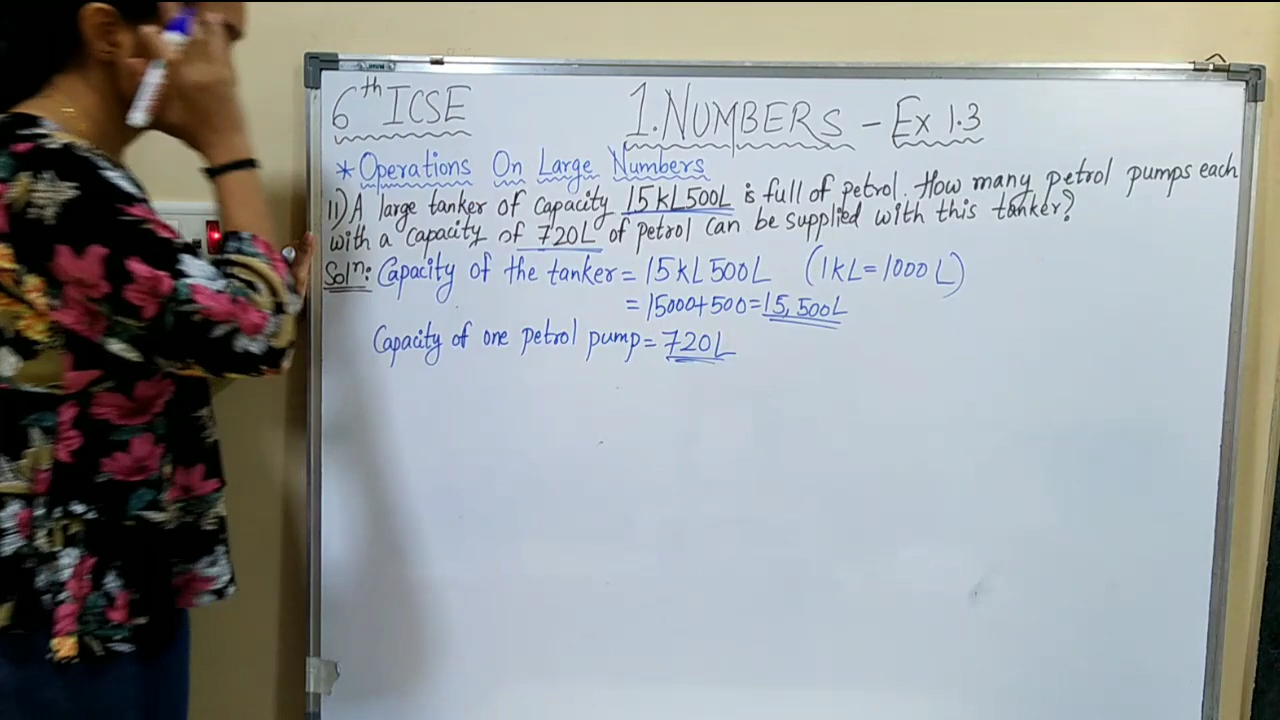 6th ICSE 1. NUMBERS - Ex 1.3
* Operations On Large Numbers
11) A large tanker of capacity 15kL500L is full of petrol. How many petrol pumps each
with a capacity of 720L of petrol can be supplied with this tanker?
Soln: Capacity of the tanker = 15kL 500L (1kL = 1000L)
= 15000+500 = 15,500L
Capacity of one petrol pump = 720L